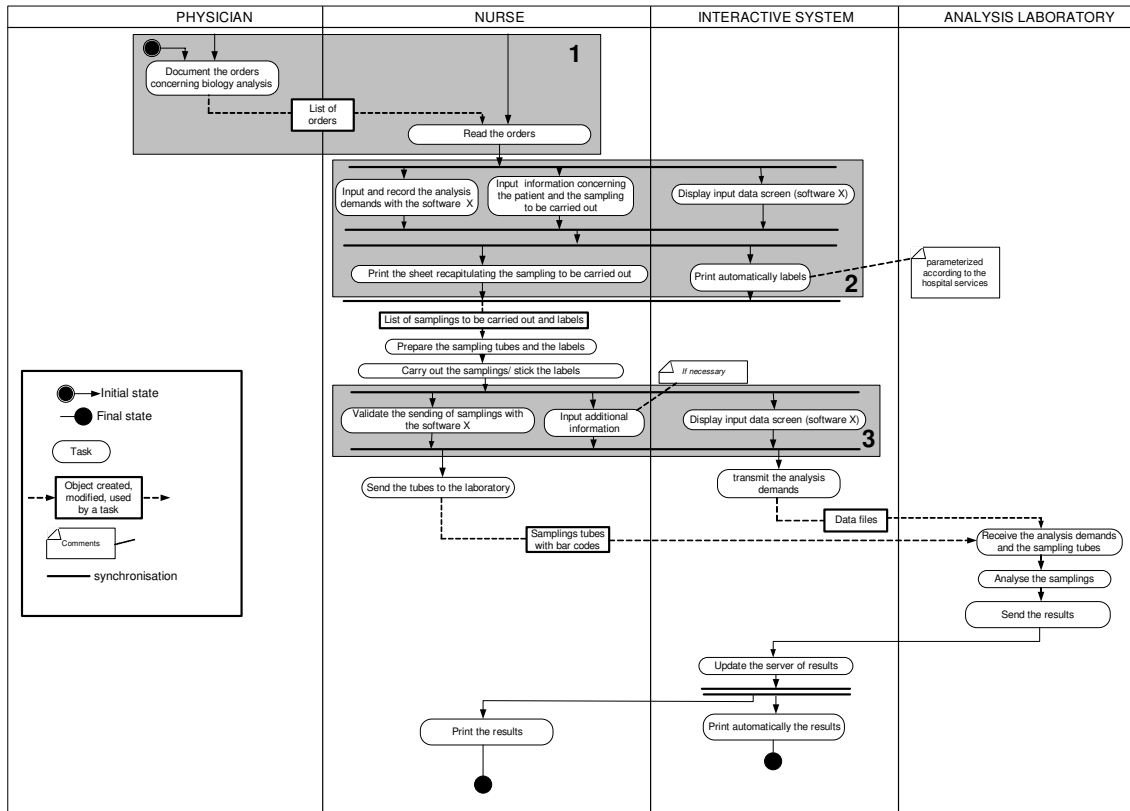 PHYSICIAN
NURSE
INTERACTIVE SYSTEM
ANALYSIS LABORATORY
1
Document the orders
concerning biology analysis
List of
orders
Read the orders
Input and record the analysis
demands with the software X
Input information concerning
the patient and the sampling
to be carried out
Display input data screen (software X)
Print the sheet recapitulating the sampling to be carried out
Print automatically labels
2
parameterized
according to the
hospital services
List of samplings to be carried out and labels
Prepare the sampling tubes and the labels
Carry out the samplings/ stick the labels
If necessary
Validate the sending of samplings with
the software X
Input additional
information
Display input data screen (software X)
3
Send the tubes to the laboratory
transmit the analysis
demands
Data files
Samplings tubes
with bar codes
Receive the analysis demands
and the sampling tubes
Analyse the samplings
Send the results
Update the server of results
Print the results
Print automatically the results
Initial state
Final state
Task
Object created,
modified, used
by a task
Comments
synchronisation